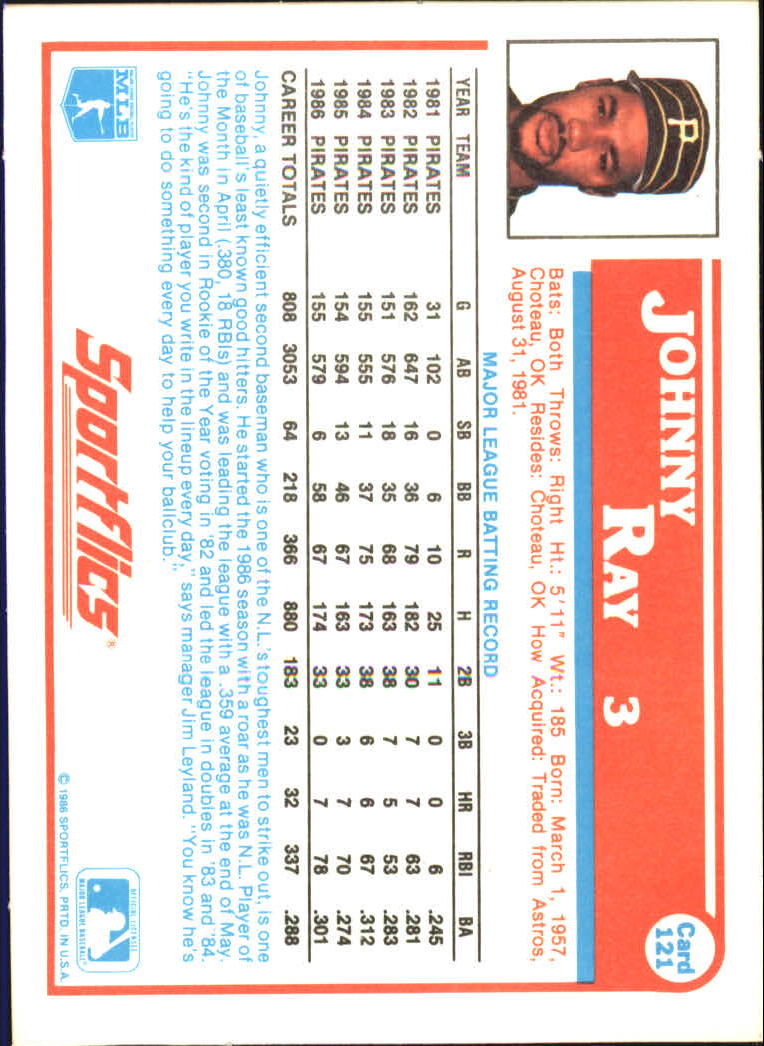 P
JOHNNY RAY 3
Card
121
Bats: Both Throws: Right Ht.: 5'11" Wt.: 185 Born: March 1, 1957,
Choteau, OK Resides: Choteau, OK How Acquired: Traded from Astros,
August 31, 1981.
MAJOR LEAGUE BATTING RECORD
YEAR TEAM G AB SB BB R H 2B 3B HR RBI BA
1981 PIRATES 31 102 0 6 10 25 11 0 0 6 .245
1982 PIRATES 162 647 16 36 79 182 30 7 7 63 .281
1983 PIRATES 151 576 18 35 68 163 38 7 5 53 .283
1984 PIRATES 155 555 11 37 75 173 38 6 6 67 .312
1985 PIRATES 154 594 13 46 67 163 33 3 7 70 .274
1986 PIRATES 155 579 6 58 67 174 33 0 7 78 .301
CAREER TOTALS 808 3053 64 218 366 880 183 23 32 337 .288
Johnny, a quietly efficient second baseman who is one of the N.L.'s toughest men to strike out, is one
of baseball's least known good hitters. He started the 1986 season with a roar as he was N.L. Player of
the Month in April (.380, 18 RBIs) and was leading the league with a .359 average at the end of May.
Johnny was second in Rookie of the Year voting in '82 and led the league in doubles in '83 and '84.
"He's the kind of player you write in the lineup every day," says manager Jim Leyland. "You know he's
going to do something every day to help your ballclub."
MLB
Sportflics®
OFFICIAL LICENSEE
MAJOR LEAGUE BASEBALL®
© 1986 SPORTFLICS, PRTD. IN U.S.A.